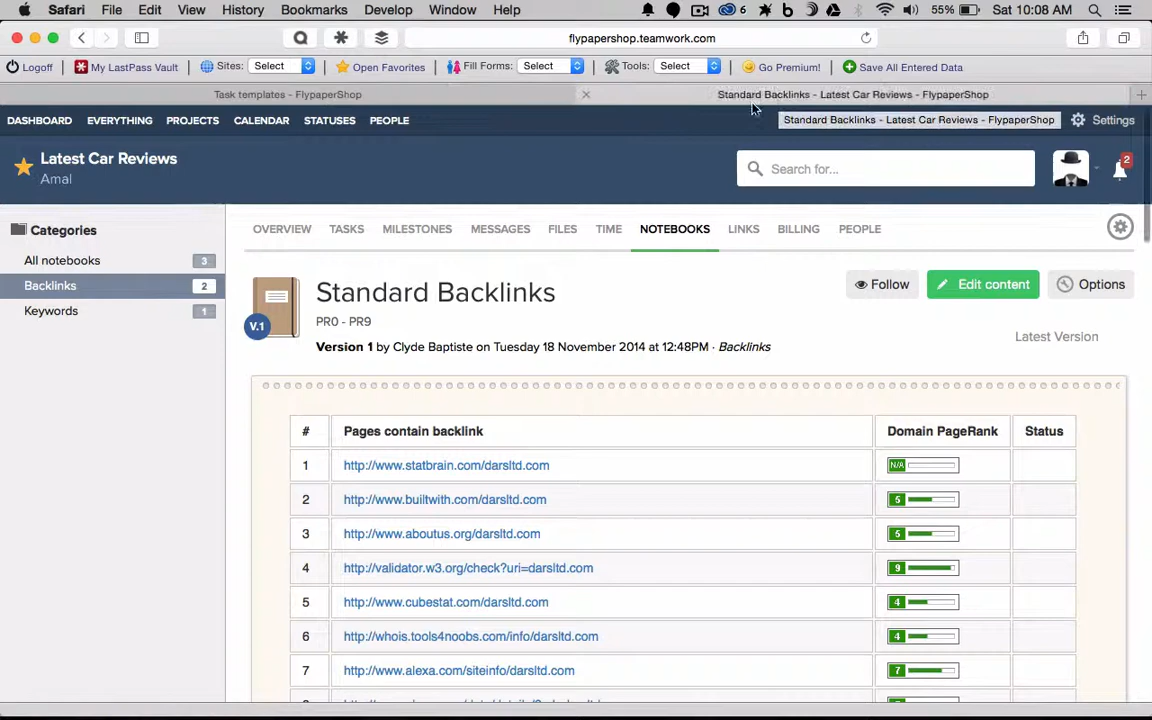 Safari File Edit View History Bookmarks Develop Window Help 6 55% Sat 10:08 AM
flypapershop.teamwork.com
Logoff My LastPass Vault Sites: Select Open Favorites Fill Forms: Select Tools: Select Go Premium! Save All Entered Data
Task templates - FlypaperShop Standard Backlinks - Latest Car Reviews - FlypaperShop
DASHBOARD EVERYTHING PROJECTS CALENDAR STATUSES PEOPLE Standard Backlinks - Latest Car Reviews - FlypaperShop Settings
Latest Car Reviews
Amal
Search for...
2
Categories
All notebooks 3
Backlinks 2
Keywords 1
OVERVIEW TASKS MILESTONES MESSAGES FILES TIME NOTEBOOKS LINKS BILLING PEOPLE
Standard Backlinks
Follow Edit content Options
PR0 - PR9
V.1
Latest Version
Version 1 by Clyde Baptiste on Tuesday 18 November 2014 at 12:48PM · Backlinks
# Pages contain backlink Domain PageRank Status
1 http://www.statbrain.com/darsltd.com N/A
2 http://www.builtwith.com/darsltd.com 5
3 http://www.aboutus.org/darsltd.com 5
4 http://validator.w3.org/check?uri=darsltd.com 9
5 http://www.cubestat.com/darsltd.com 4
6 http://whois.tools4noobs.com/info/darsltd.com 4
7 http://www.alexa.com/siteinfo/darsltd.com 7